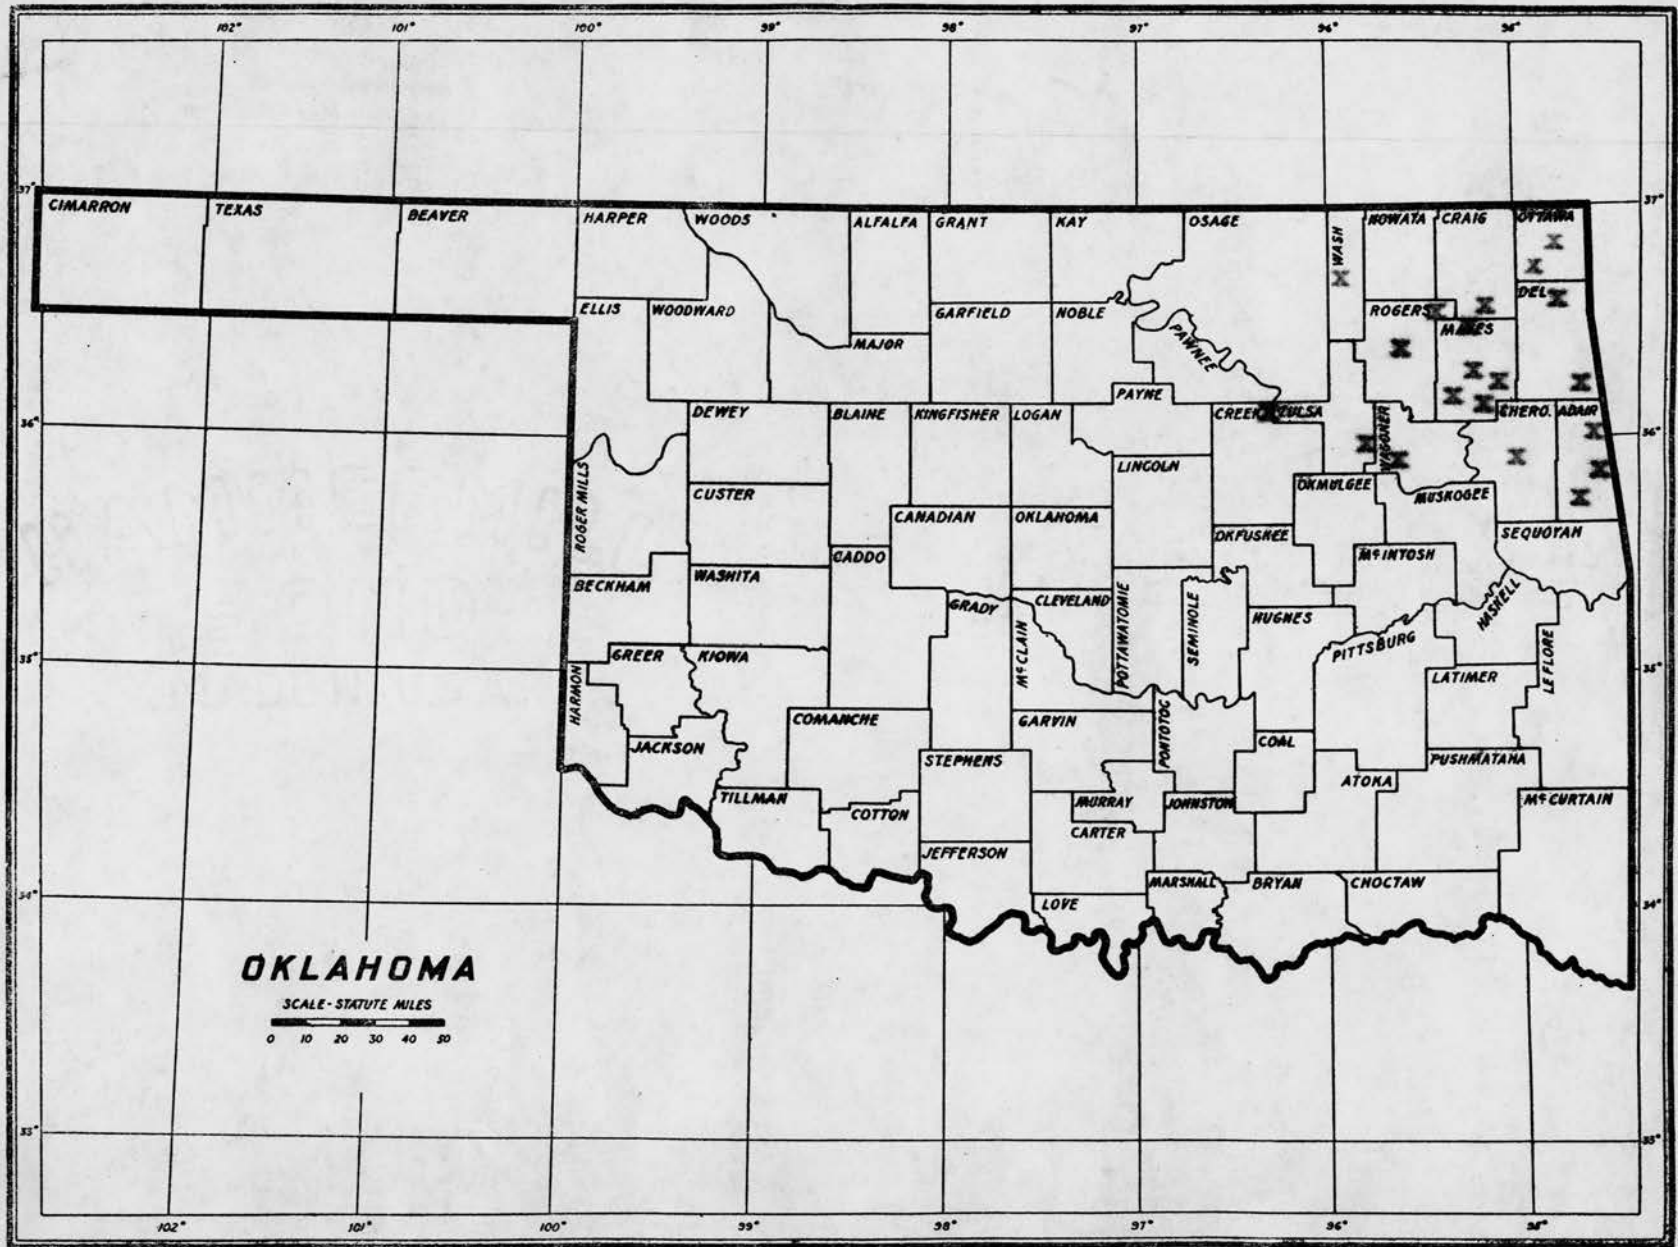 102° 101° 100° 99° 98° 97° 96° 95°
37° 37°
CIMARRON TEXAS BEAVER HARPER WOODS ALFALFA GRANT KAY OSAGE WASH NOWATA CRAIG OTTAWA
X
X X
ELLIS WOODWARD GARFIELD NOBLE ROGERS X X DEL. X
MAJOR PAWNEE X MAYES
X X X
PAYNE X X X
DEWEY BLAINE KINGFISHER LOGAN CREEK X TULSA WAGONER CHERO. ADAIR
36° 36°
X X X X
LINCOLN X
ROGER MILLS CUSTER OKMULGEE MUSKOGEE X
CANADIAN OKLAHOMA
CADDO OKFUSKEE McINTOSH SEQUOYAH
BECKHAM WASHITA GRADY CLEVELAND POTTAWATOMIE SEMINOLE HUGHES HASKELL
GREER KIOWA McCLAIN PITTSBURG LE FLORE
35° 35°
HARMON LATIMER
COMANCHE GARVIN PONTOTOC
JACKSON STEPHENS COAL PUSHMATAHA
TILLMAN COTTON MURRAY JOHNSTON ATOKA McCURTAIN
CARTER
JEFFERSON MARSHALL BRYAN CHOCTAW
LOVE
34° 34°
OKLAHOMA
SCALE - STATUTE MILES
0 10 20 30 40 50
33° 33°
102° 101° 100° 99° 98° 97° 96° 95°